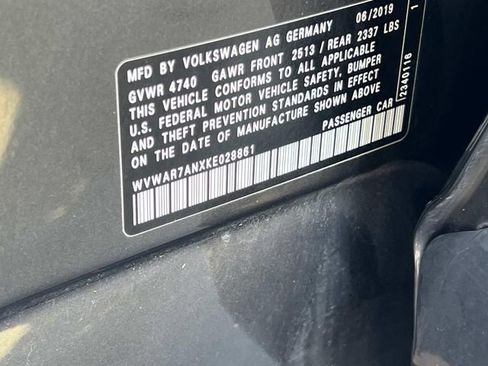 MFD BY VOLKSWAGEN AG GERMANY 06/2019
GVWR 4740 GAWR FRONT 2513 / REAR 2337 LBS
THIS VEHICLE CONFORMS TO ALL APPLICABLE
U.S. FEDERAL MOTOR VEHICLE SAFETY, BUMPER
AND THEFT PREVENTION STANDARDS IN EFFECT
ON THE DATE OF MANUFACTURE SHOWN ABOVE
WVWAR7ANXKE028861 PASSENGER CAR
2340116 1